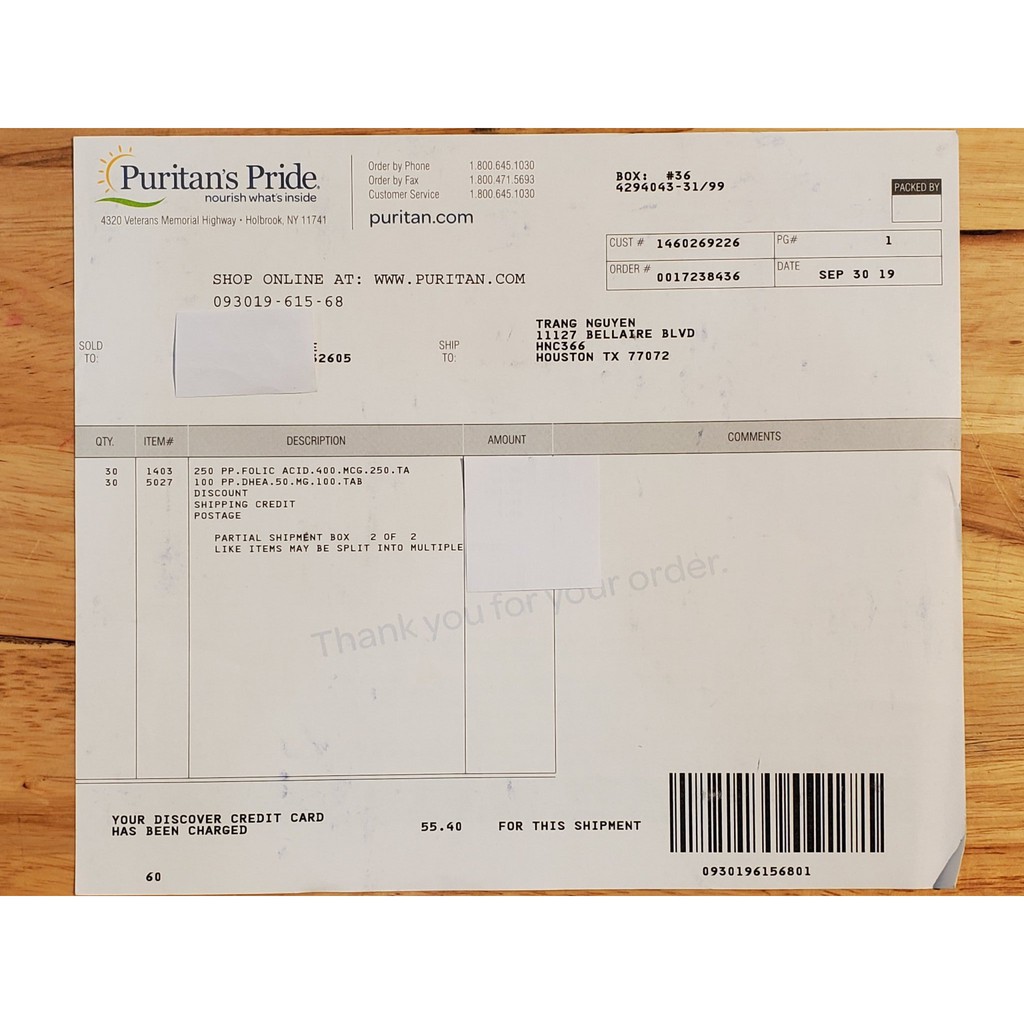 Puritan's Pride®
nourish what's inside
4320 Veterans Memorial Highway • Holbrook, NY 11741
Order by Phone 1.800.645.1030
Order by Fax 1.800.471.5693
Customer Service 1.800.645.1030
puritan.com
BOX: #36
4294043-31/99
PACKED BY
CUST # 1460269226 PG# 1
ORDER # 0017238436 DATE SEP 30 19
SHOP ONLINE AT: WWW.PURITAN.COM
093019-615-68
SOLD TO:
52605
SHIP TO:
TRANG NGUYEN
11127 BELLAIRE BLVD
HNC366
HOUSTON TX 77072
QTY. ITEM# DESCRIPTION AMOUNT COMMENTS
30 1403 250 PP.FOLIC ACID.400.MCG.250.TA
30 5027 100 PP.DHEA.50.MG.100.TAB
DISCOUNT
SHIPPING CREDIT
POSTAGE
PARTIAL SHIPMENT BOX 2 OF 2
LIKE ITEMS MAY BE SPLIT INTO MULTIPLE
Thank you for your order.
YOUR DISCOVER CREDIT CARD
HAS BEEN CHARGED 55.40 FOR THIS SHIPMENT
60
0930196156801